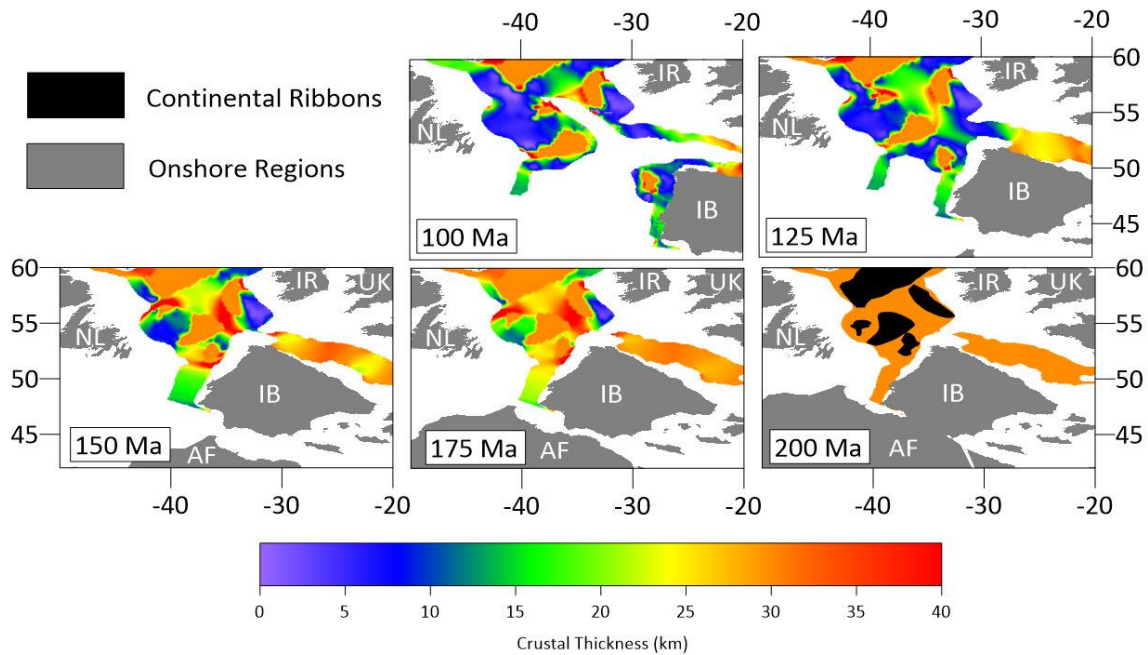 -40 -30 -20
-40 -30 -20
Continental Ribbons
Onshore Regions
NL
IR
IB
100 Ma
NL
IR
IB
125 Ma
60
55
50
45
60
55
50
45
NL
IR
UK
IB
AF
150 Ma
NL
IR
UK
IB
AF
175 Ma
NL
IR
UK
IB
AF
200 Ma
60
55
50
45
-40 -30 -20
-40 -30 -20
-40 -30 -20
0 5 10 15 20 25 30 35 40
Crustal Thickness (km)